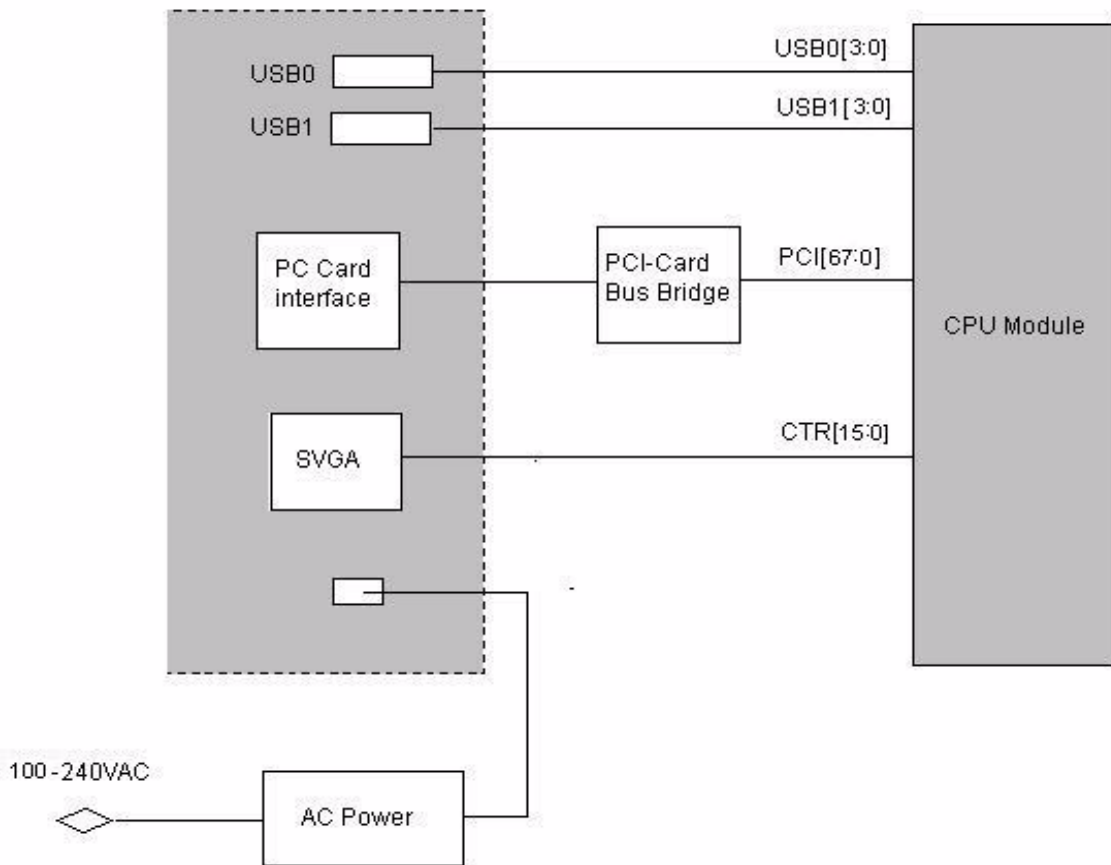 USB0
USB0[3:0]
USB1
USB1[3:0]
PC Card
interface
PCI-Card
Bus Bridge
PCI[67:0]
CPU Module
SVGA
CTR[15:0]
100-240VAC
AC Power